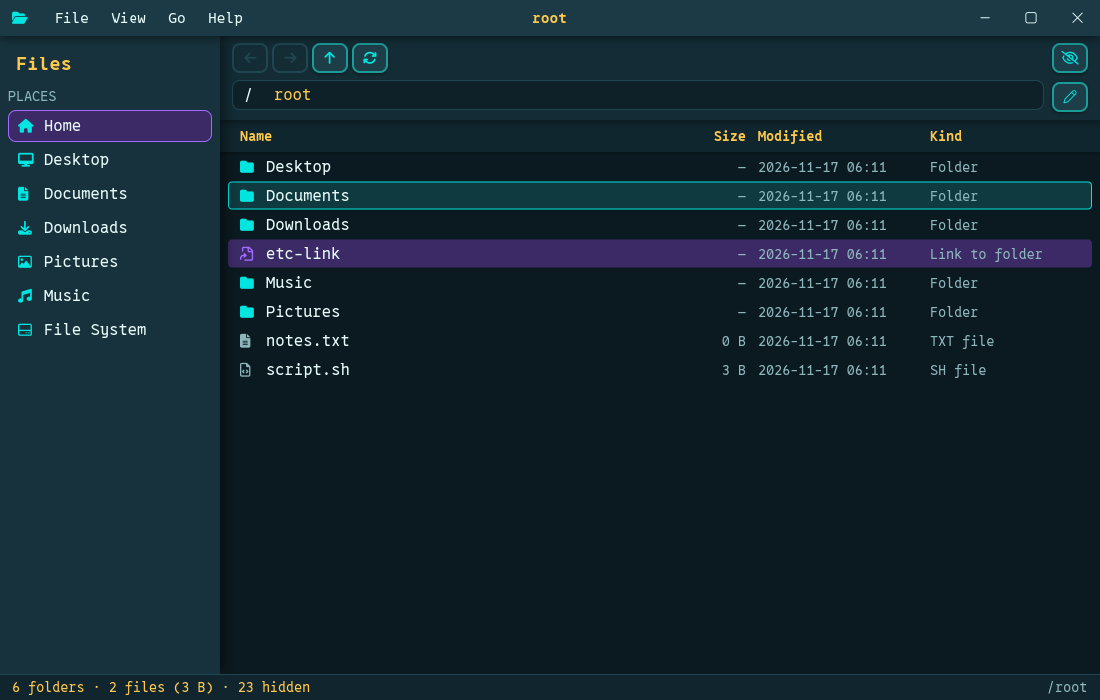 File View Go Help root
Files
PLACES
Home
Desktop
Documents
Downloads
Pictures
Music
File System
/ root
Name Size Modified Kind
Desktop — 2026-11-17 06:11 Folder
Documents — 2026-11-17 06:11 Folder
Downloads — 2026-11-17 06:11 Folder
etc-link — 2026-11-17 06:11 Link to folder
Music — 2026-11-17 06:11 Folder
Pictures — 2026-11-17 06:11 Folder
notes.txt 0 B 2026-11-17 06:11 TXT file
script.sh 3 B 2026-11-17 06:11 SH file
6 folders · 2 files (3 B) · 23 hidden /root